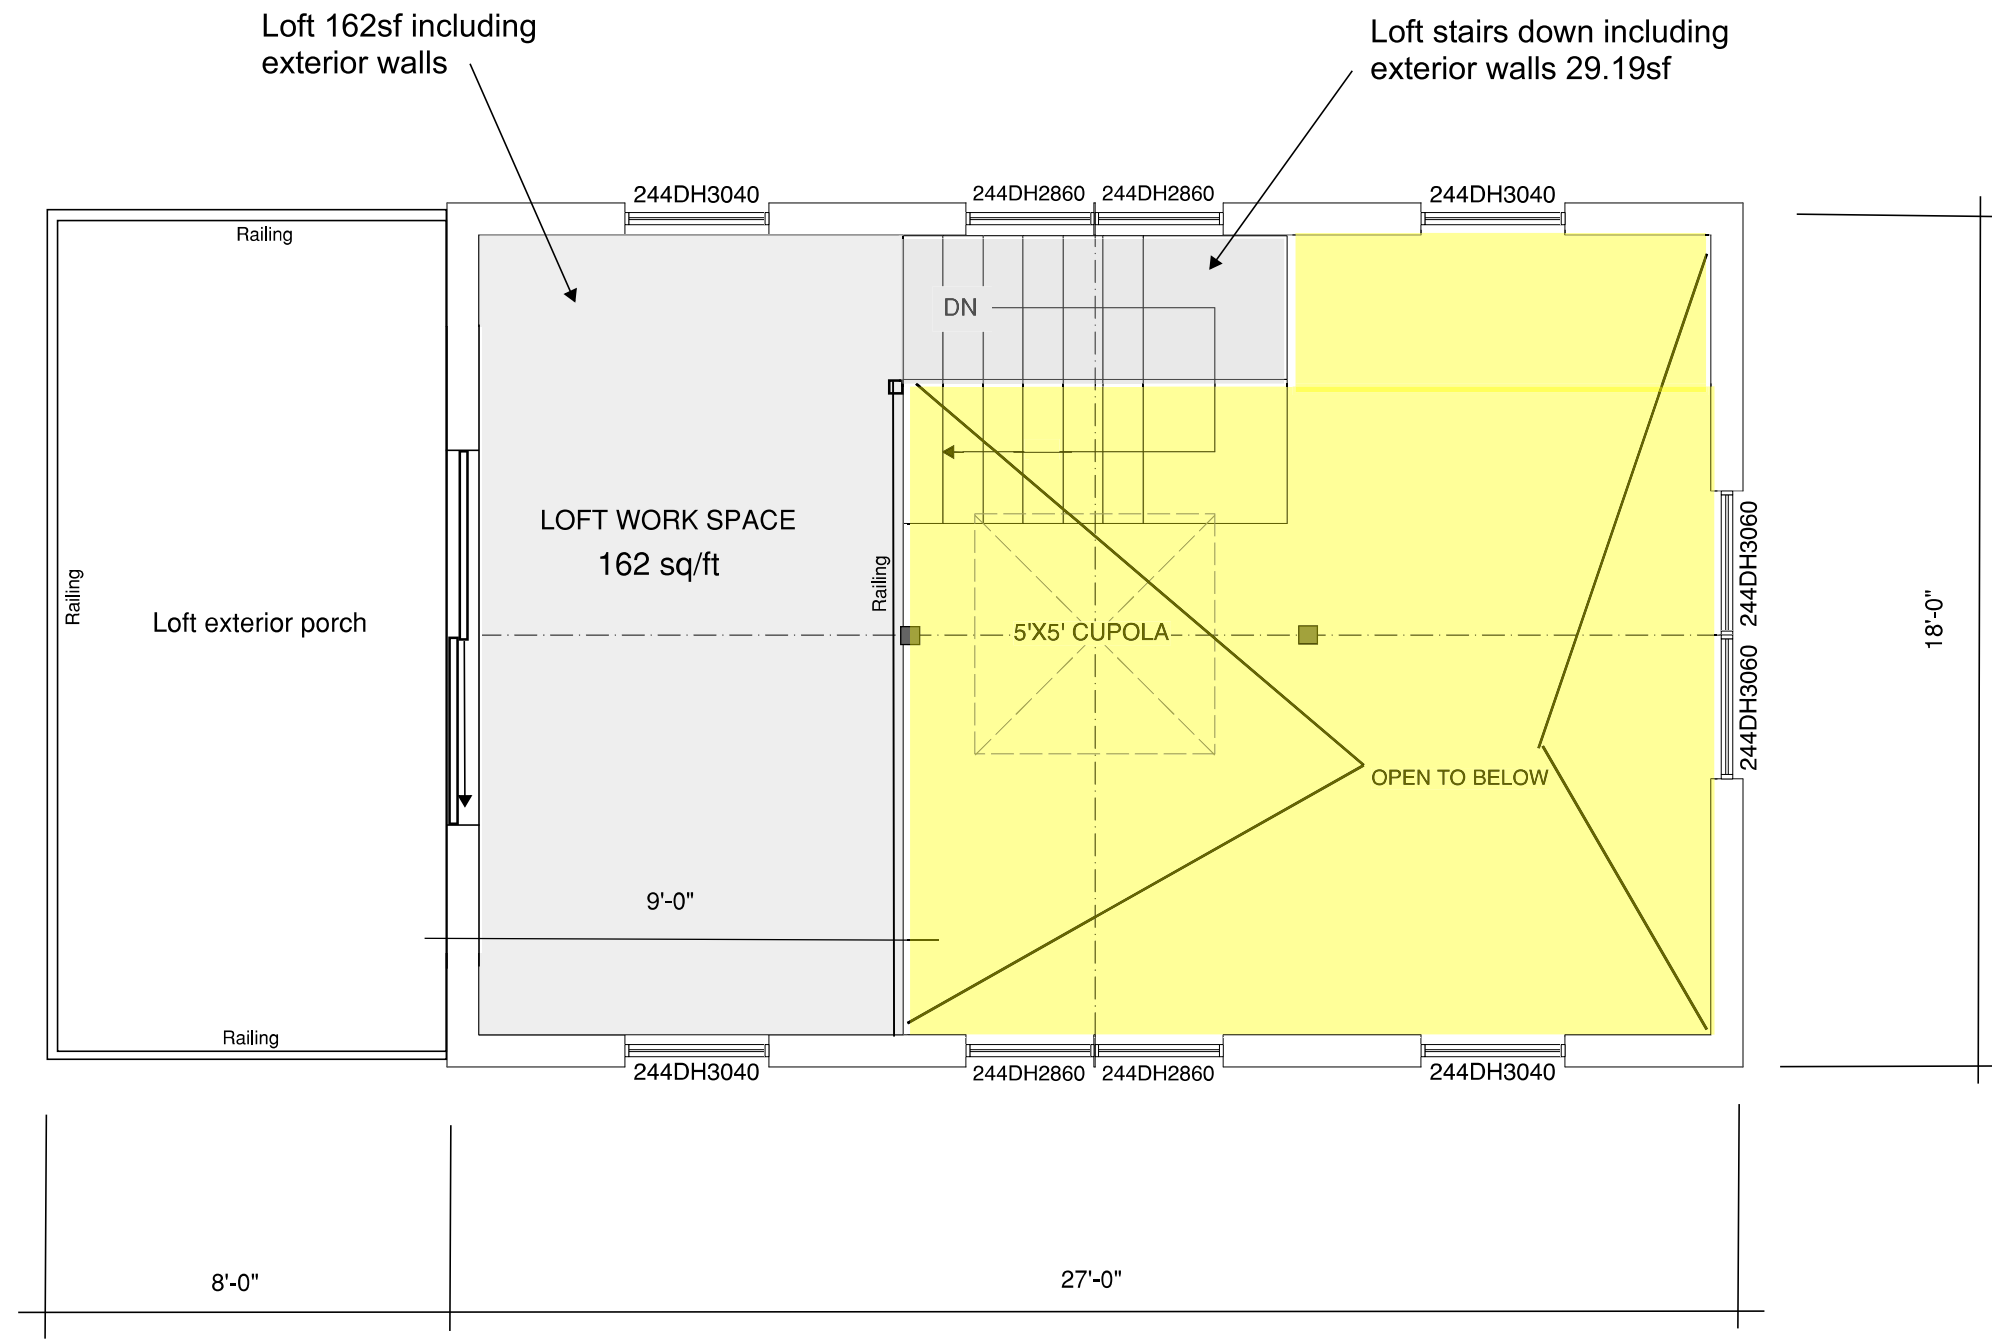 Loft 162sf including
exterior walls
Loft stairs down including
exterior walls 29.19sf
244DH3040
244DH2860
244DH2860
244DH3040
Railing
DN
LOFT WORK SPACE
162 sq/ft
Railing
Railing
Loft exterior porch
5'X5' CUPOLA
244DH3060
244DH3060
18'-0"
OPEN TO BELOW
9'-0"
Railing
244DH3040
244DH2860
244DH2860
244DH3040
8'-0"
27'-0"